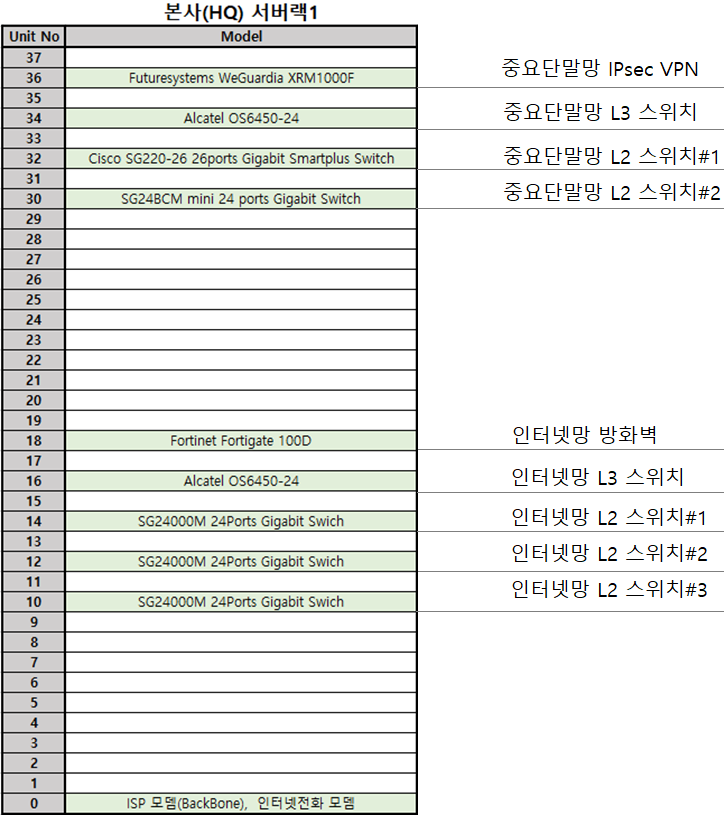 본사(HQ) 서버랙1
Unit No Model
37
36 Futuresystems WeGuardia XRM1000F 중요단말망 IPsec VPN
35
34 Alcatel OS6450-24 중요단말망 L3 스위치
33
32 Cisco SG220-26 26ports Gigabit Smartplus Switch 중요단말망 L2 스위치#1
31
30 SG24BCM mini 24 ports Gigabit Switch 중요단말망 L2 스위치#2
29
28
27
26
25
24
23
22
21
20
19
18 Fortinet Fortigate 100D 인터넷망 방화벽
17
16 Alcatel OS6450-24 인터넷망 L3 스위치
15
14 SG24000M 24Ports Gigabit Swich 인터넷망 L2 스위치#1
13
12 SG24000M 24Ports Gigabit Swich 인터넷망 L2 스위치#2
11
10 SG24000M 24Ports Gigabit Swich 인터넷망 L2 스위치#3
9
8
7
6
5
4
3
2
1
0 ISP 모뎀(BackBone), 인터넷전화 모뎀